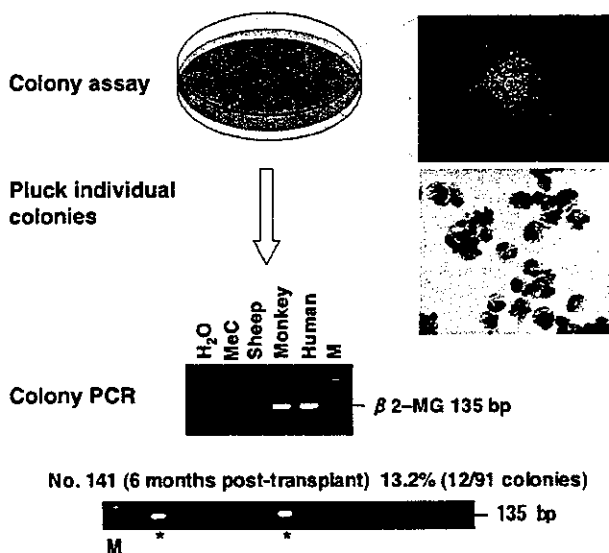 Colony assay
Pluck individual
colonies
H₂O
MeC
Sheep
Monkey
Human
M
Colony PCR
β2–MG 135 bp
No. 141 (6 months post-transplant) 13.2% (12/91 colonies)
135 bp
* *
M